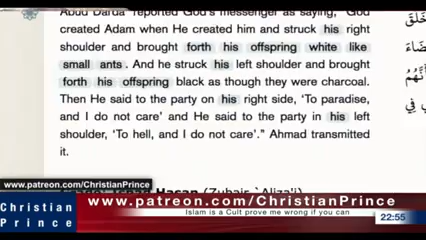 Abud Darda' reported God's messenger as saying, "God
created Adam when He created him and struck his right
shoulder and brought forth his offspring white like
small ants. And he struck his left shoulder and brought
forth his offspring black as though they were charcoal.
Then He said to the party on his right side, 'To paradise,
and I do not care' and He said to the party in his left
shoulder, 'To hell, and I do not care'." Ahmad transmitted
it.
www.patreon.com/ChristianPrince
Hasan (Zubair `Aliza'i)
Christian
Prince
www.patreon.com/ChristianPrince
Islam is a Cult prove me wrong if you can
22:55